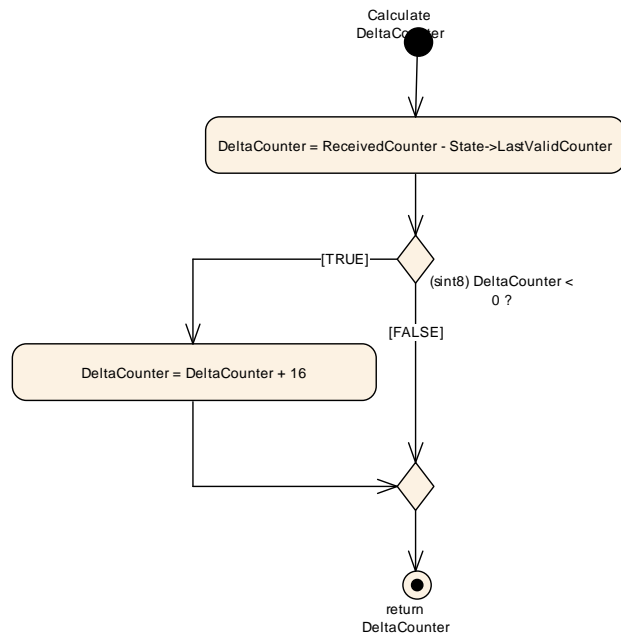 Calculate
DeltaCounter
DeltaCounter = ReceivedCounter - State->LastValidCounter
[TRUE]
(sint8) DeltaCounter <
0 ?
[FALSE]
DeltaCounter = DeltaCounter + 16
return
DeltaCounter